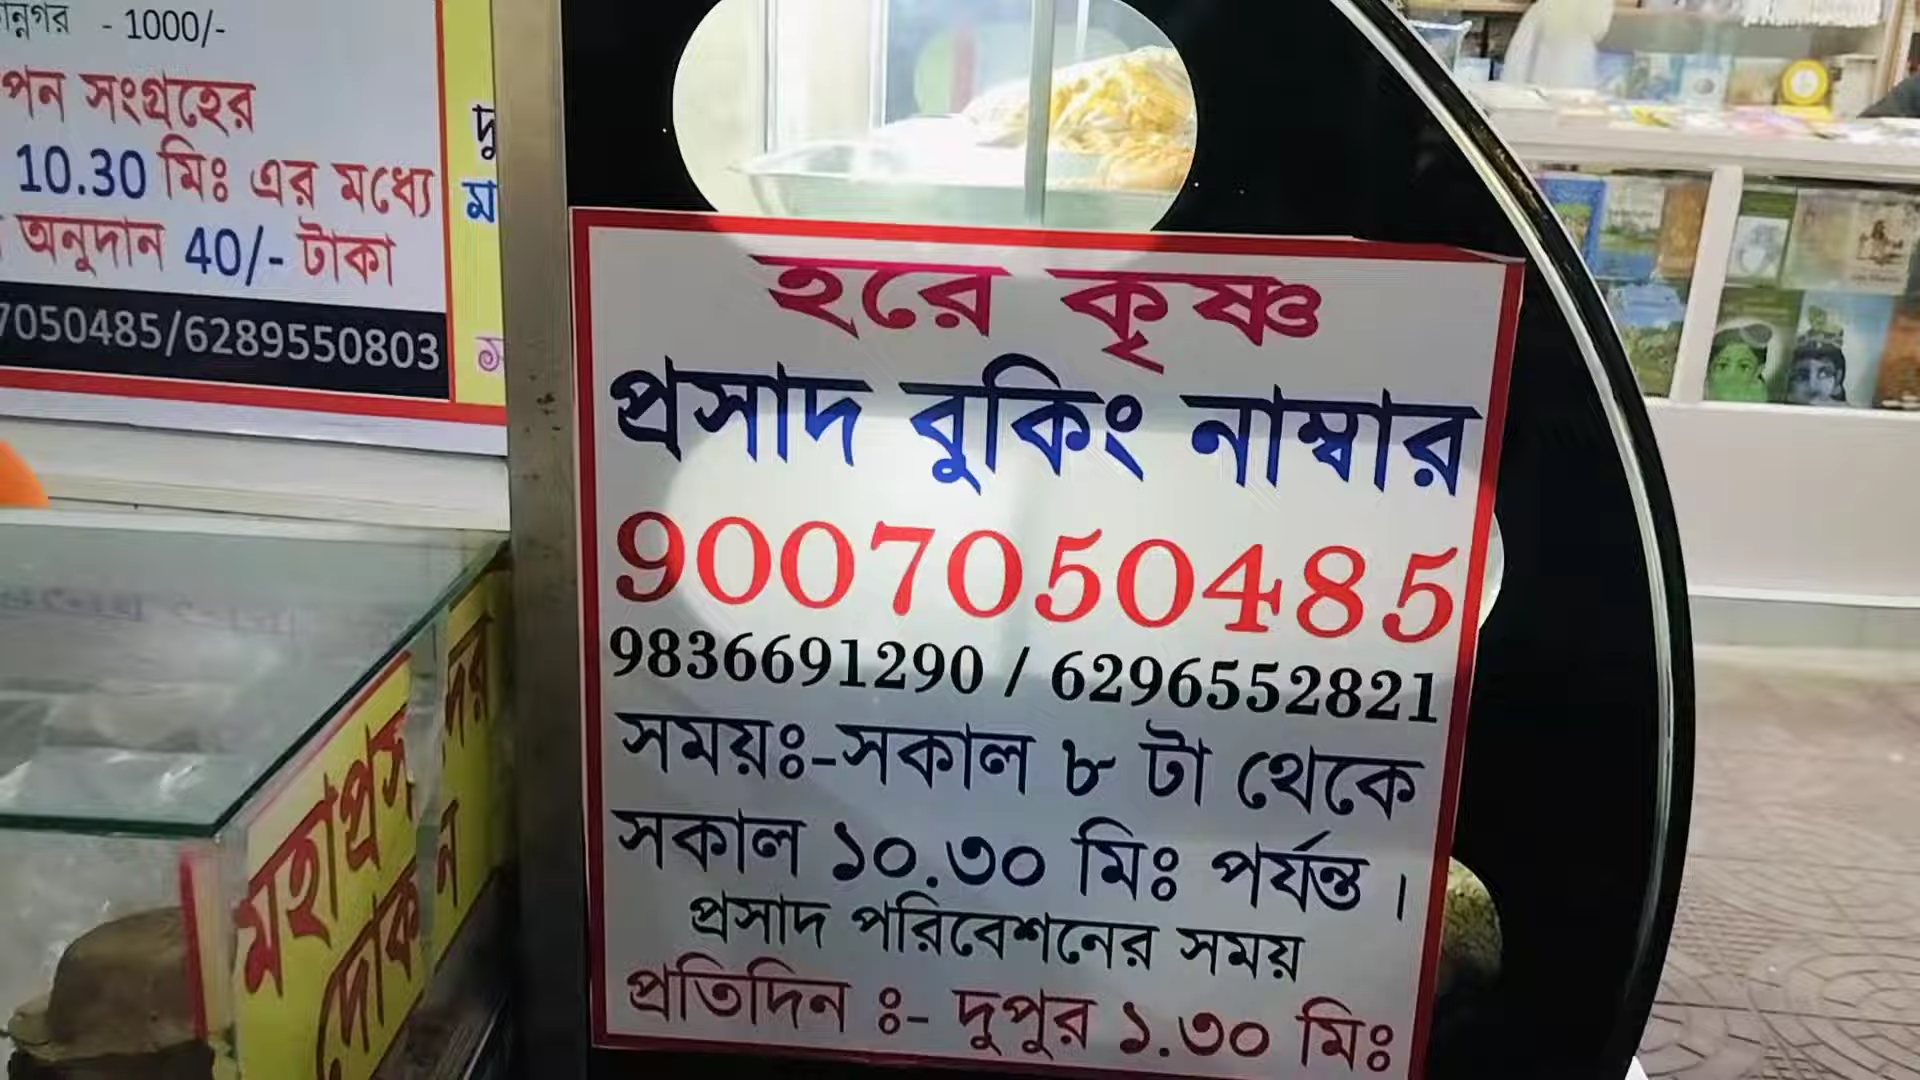 - 1000/-
সংগ্রহের
10.30 মিঃ এর মধ্যে
অনুদান 40/- টাকা
7050485/6289550803
হরে কৃষ্ণ
প্রসাদ বুকিং নাম্বার
9007050485
9836691290 / 6296552821
সময়ঃ-সকাল ৮ টা থেকে
সকাল ১০.৩০ মিঃ পর্যন্ত ।
প্রসাদ পরিবেশনের সময়
প্রতিদিন ঃ- দুপুর ১.৩০ মিঃ
মহাপ্রস
দোকান